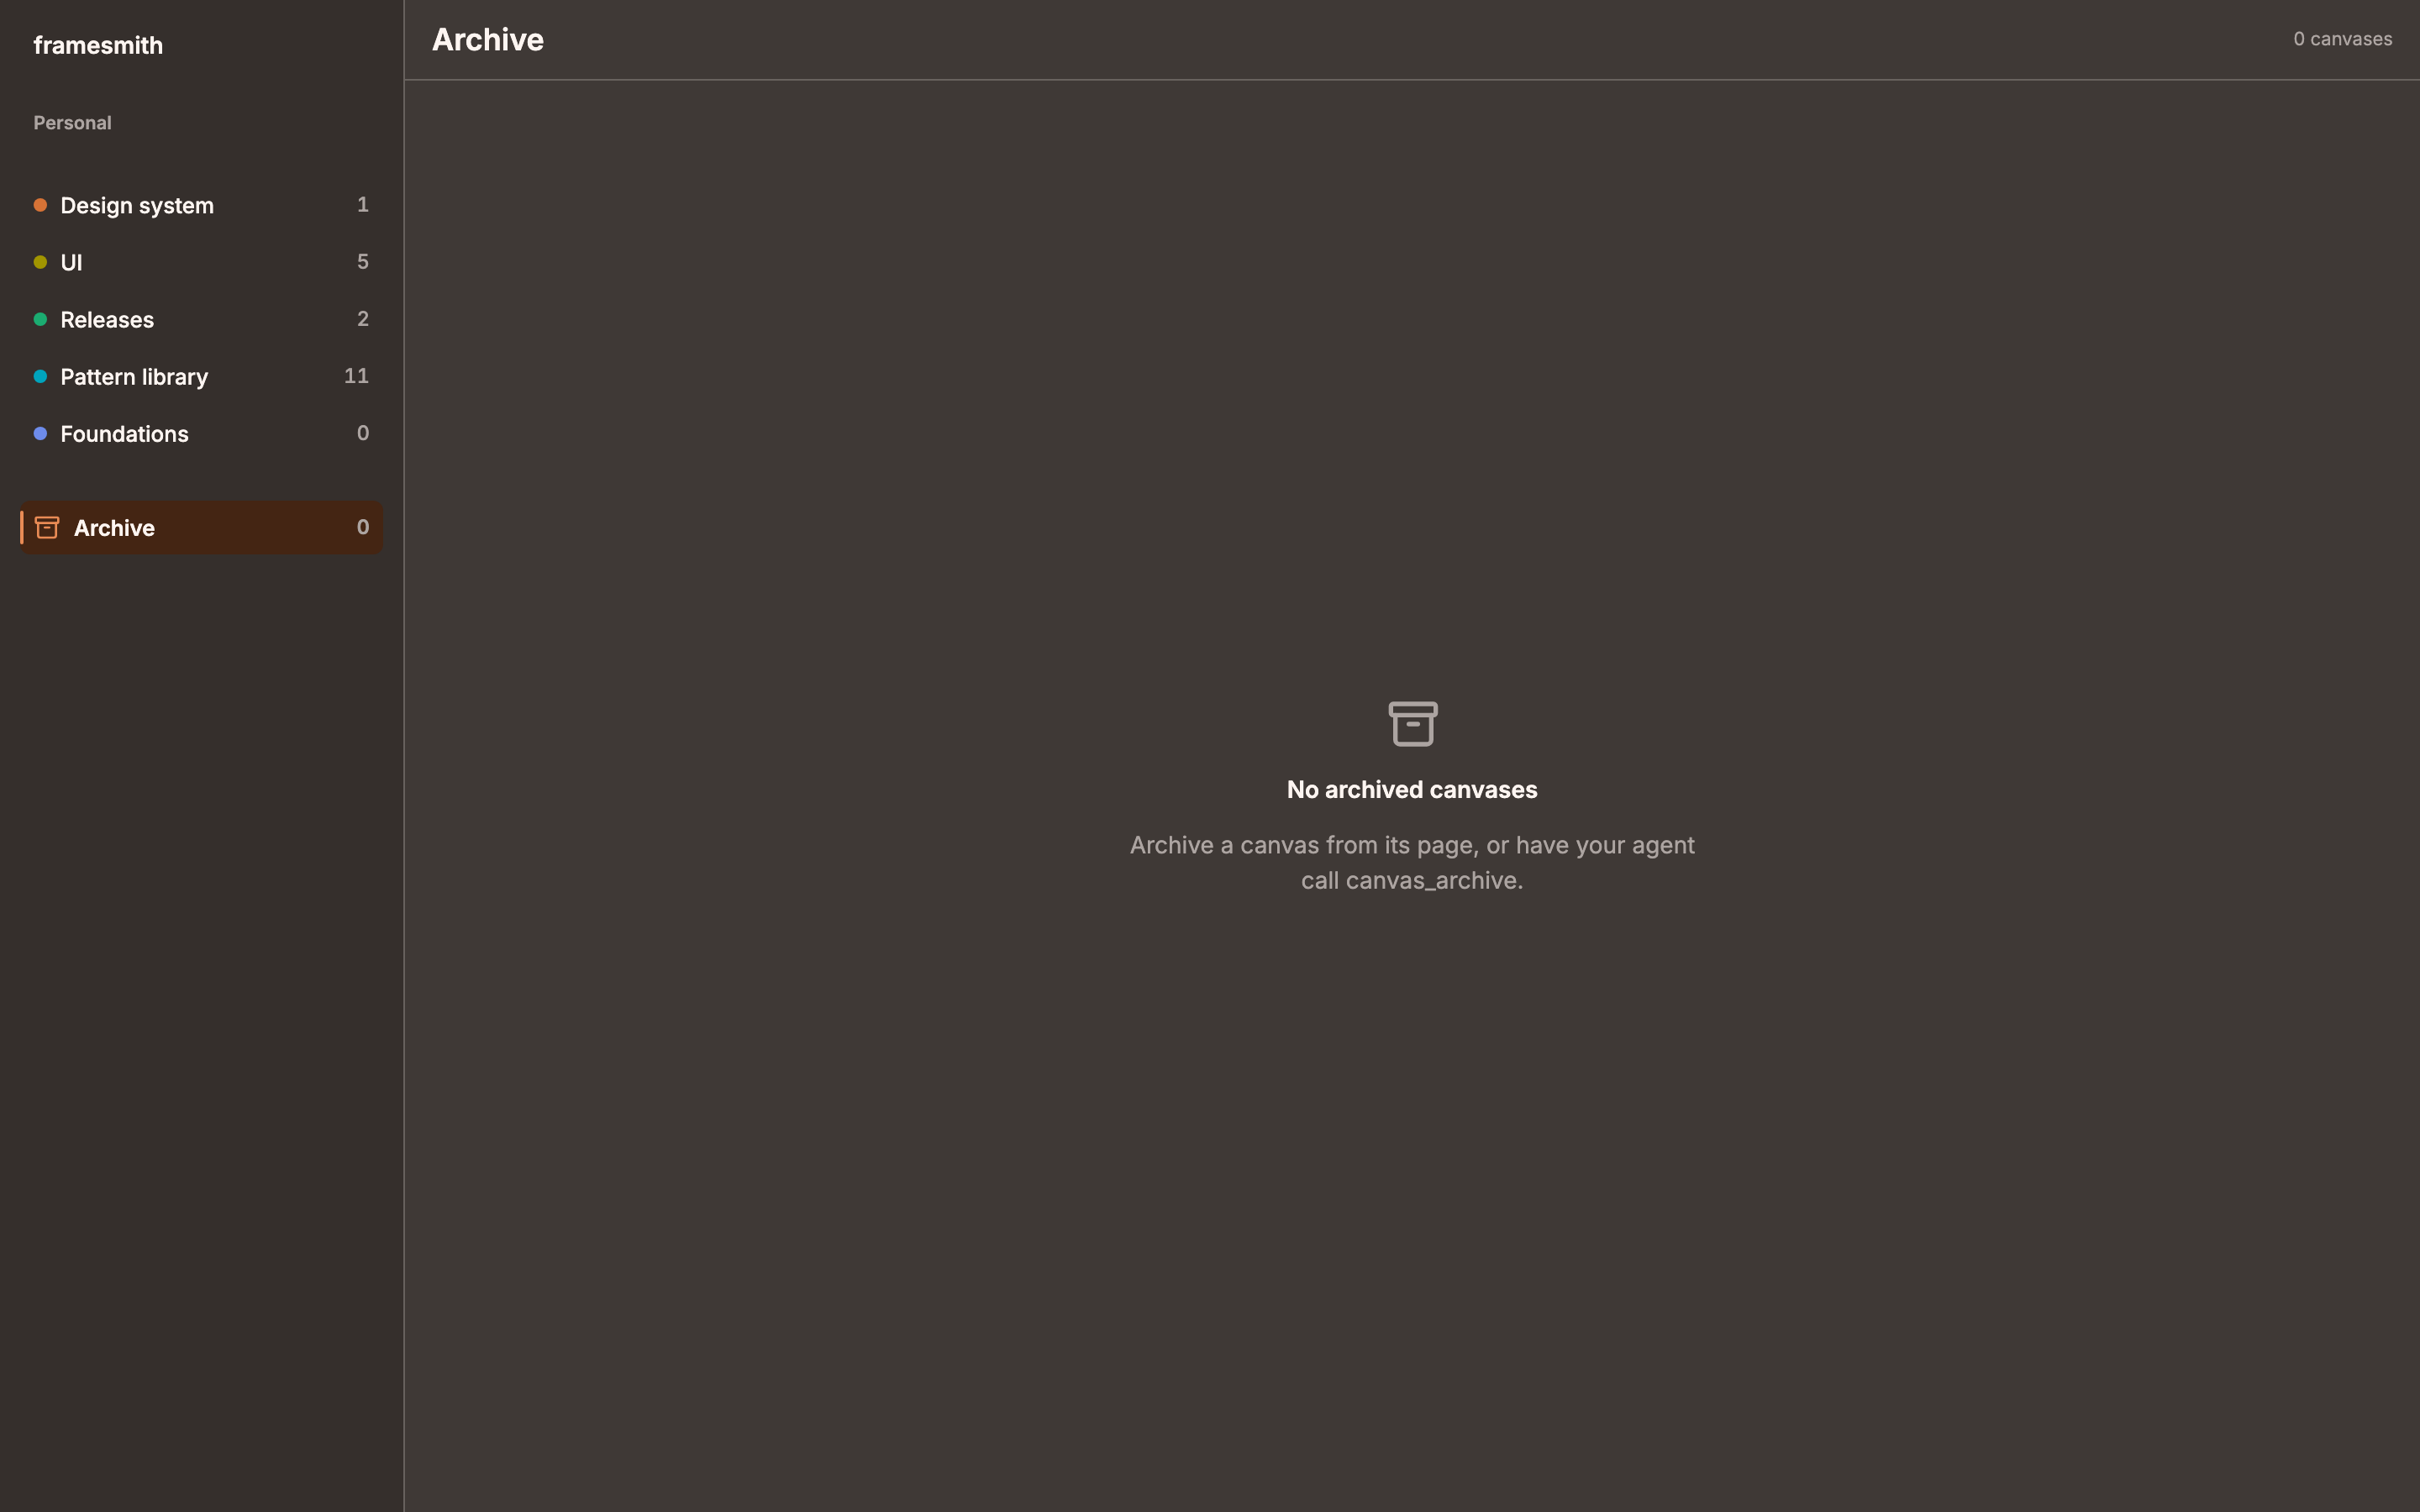 framesmith
Personal
Design system 1
UI 5
Releases 2
Pattern library 11
Foundations 0
Archive 0
Archive
0 canvases
No archived canvases
Archive a canvas from its page, or have your agent
call canvas_archive.